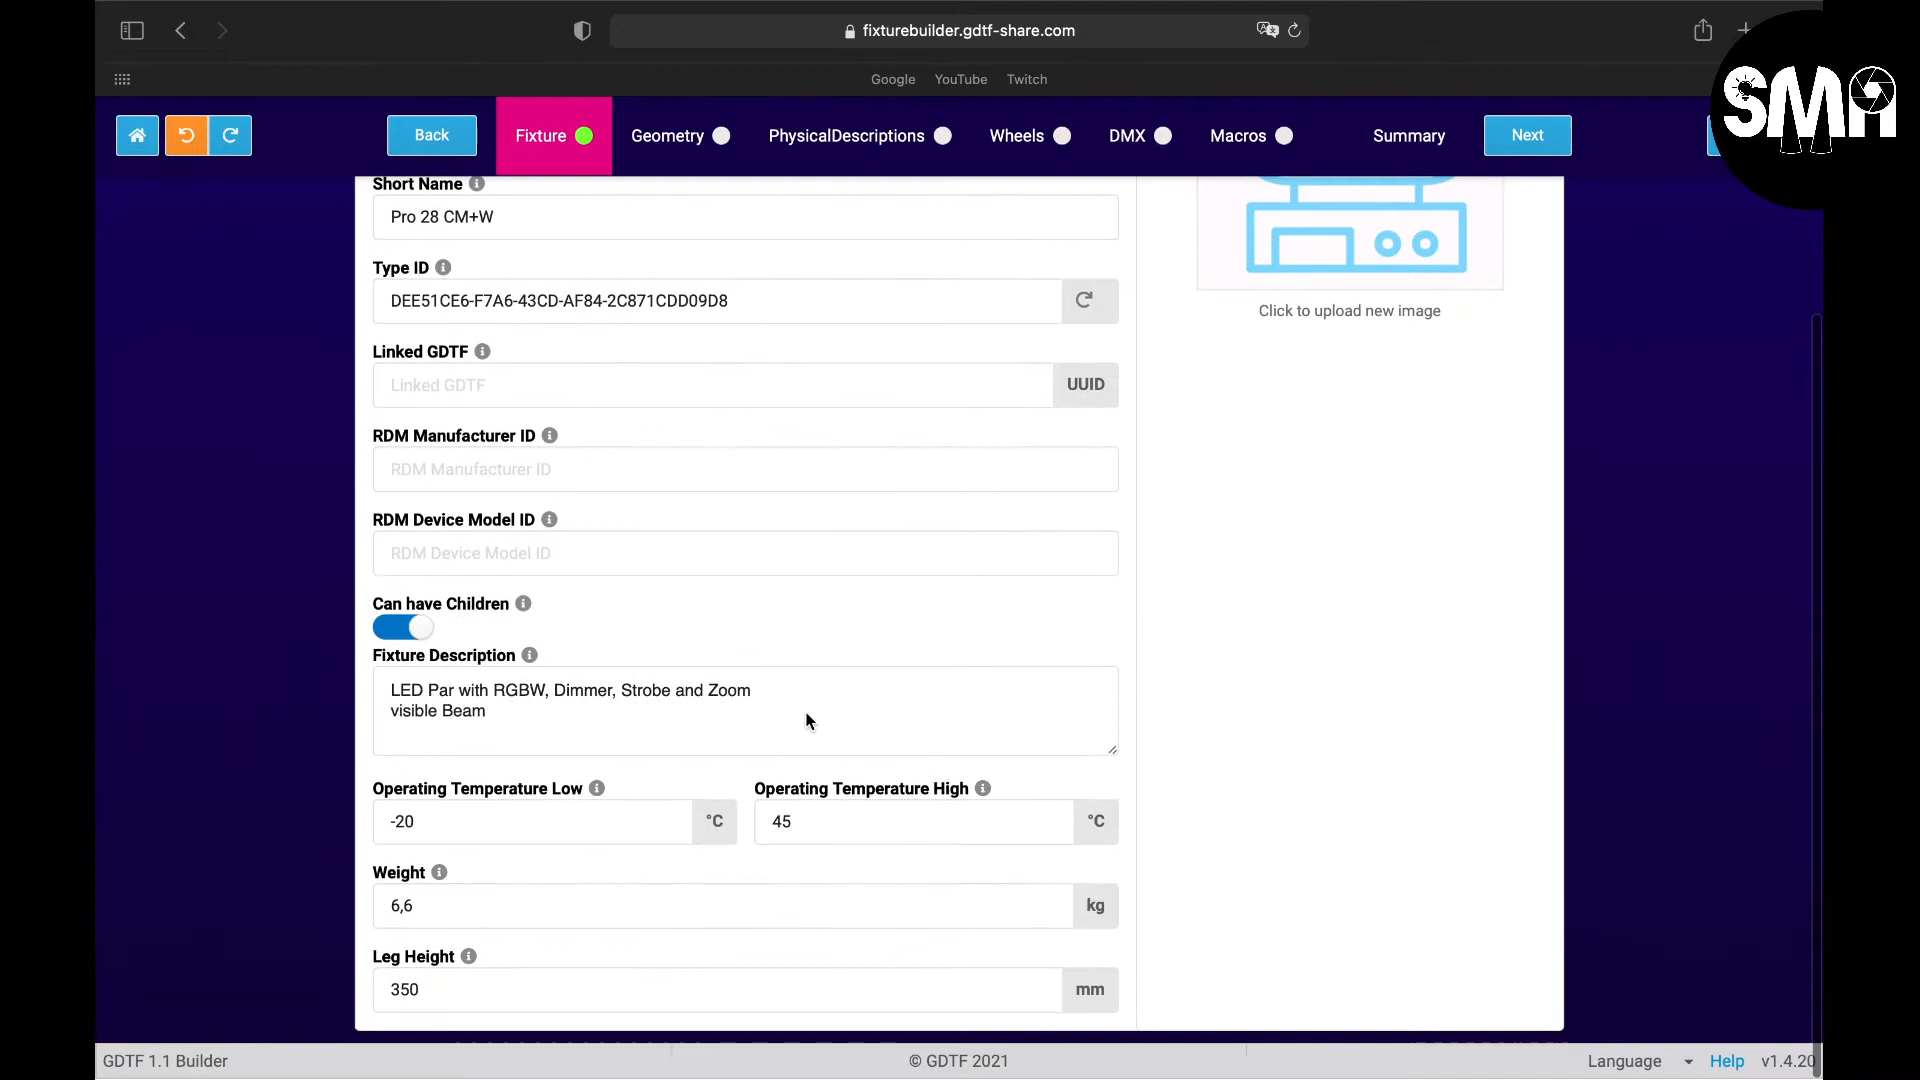 fixturebuilder.gdtf-share.com
Google YouTube Twitch
SMH
Back
Fixture
Geometry
PhysicalDescriptions
Wheels
DMX
Macros
Summary
Next
Short Name
Pro 28 CM+W
Type ID
DEE51CE6-F7A6-43CD-AF84-2C871CDD09D8
Linked GDTF
Linked GDTF
UUID
RDM Manufacturer ID
RDM Manufacturer ID
RDM Device Model ID
RDM Device Model ID
Can have Children
Fixture Description
LED Par with RGBW, Dimmer, Strobe and Zoom
visible Beam
Operating Temperature Low
-20 °C
Operating Temperature High
45 °C
Weight
6,6 kg
Leg Height
350 mm
Click to upload new image
GDTF 1.1 Builder
© GDTF 2021
Language
Help
v1.4.20